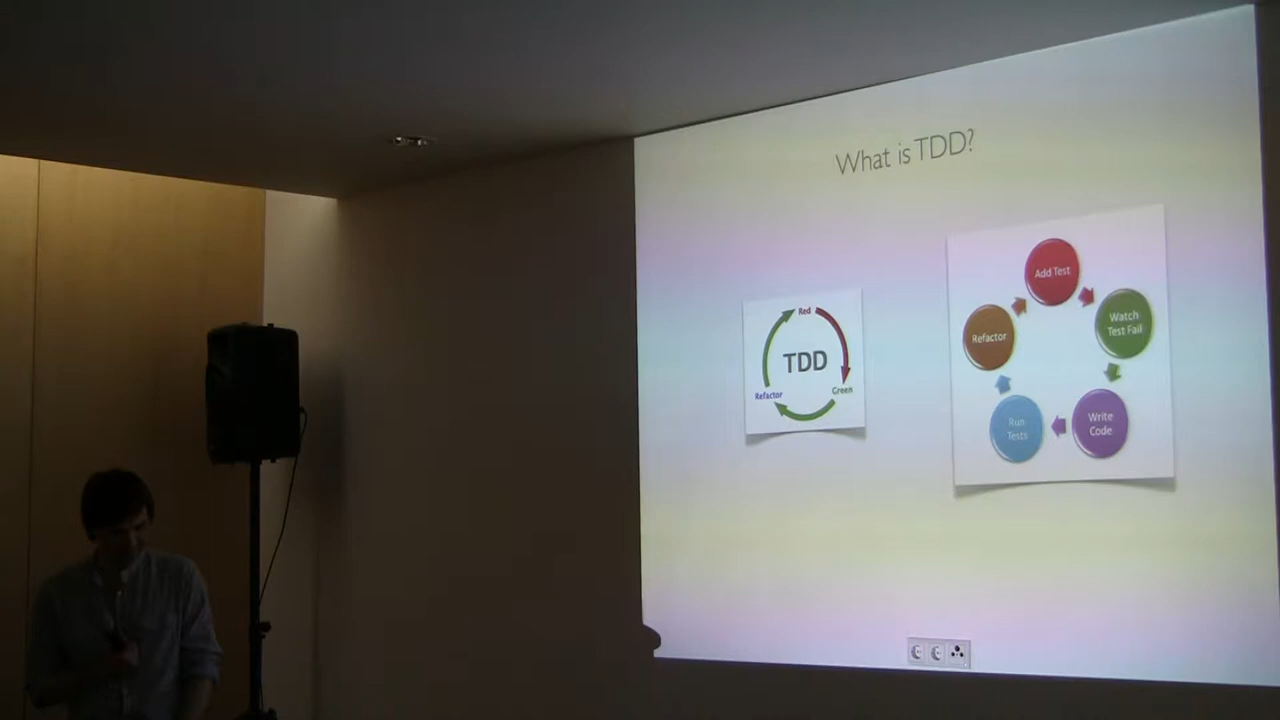 What is TDD?
Red
TDD
Refactor
Green
Add Test
Watch
Test Fail
Write
Code
Run
Tests
Refactor